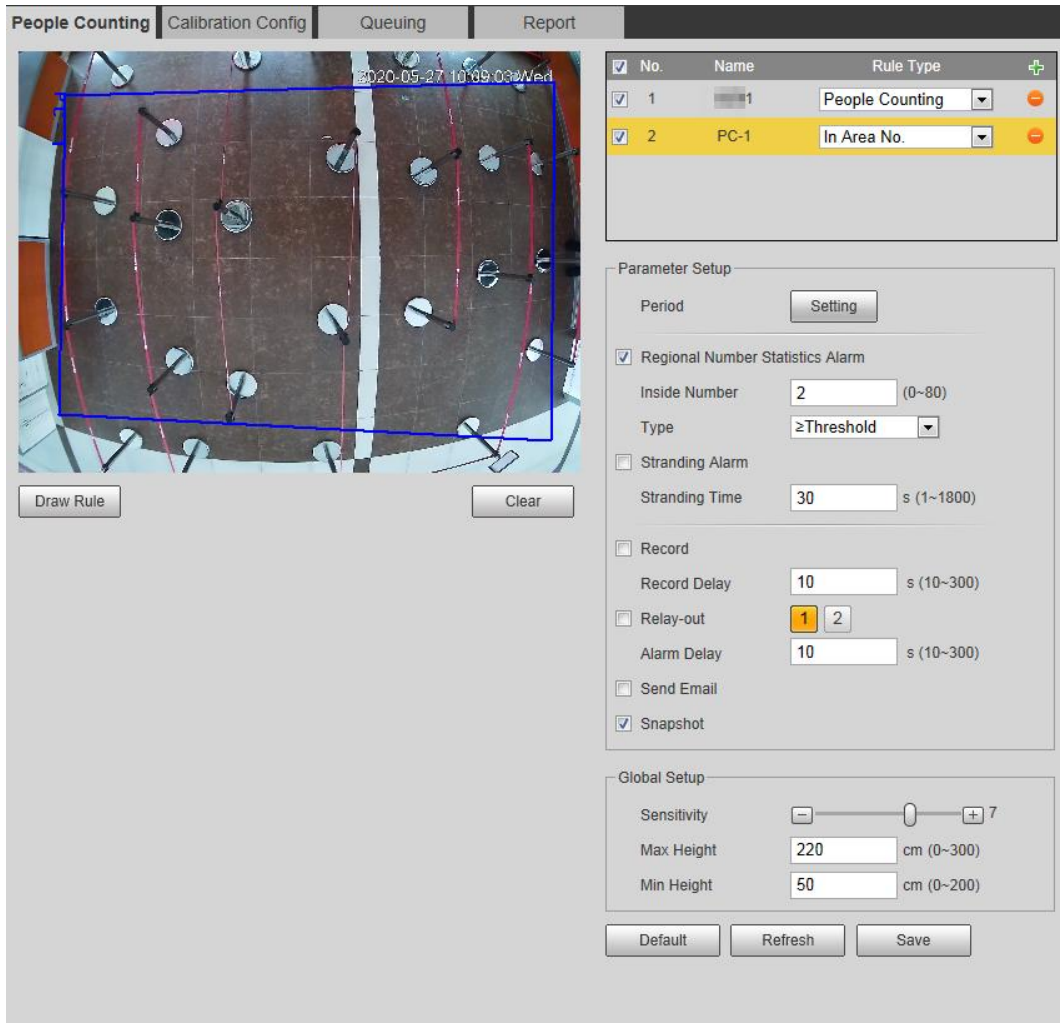 People Counting Calibration Config Queuing Report
2020-05-27 10:09:03 Wed
No. Name Rule Type
1 1 People Counting
2 PC-1 In Area No.
Draw Rule Clear
Parameter Setup
Period Setting
Regional Number Statistics Alarm
Inside Number 2 (0~80)
Type ≥Threshold
Stranding Alarm
Stranding Time 30 s (1~1800)
Record
Record Delay 10 s (10~300)
Relay-out 1 2
Alarm Delay 10 s (10~300)
Send Email
Snapshot
Global Setup
Sensitivity 7
Max Height 220 cm (0~300)
Min Height 50 cm (0~200)
Default Refresh Save